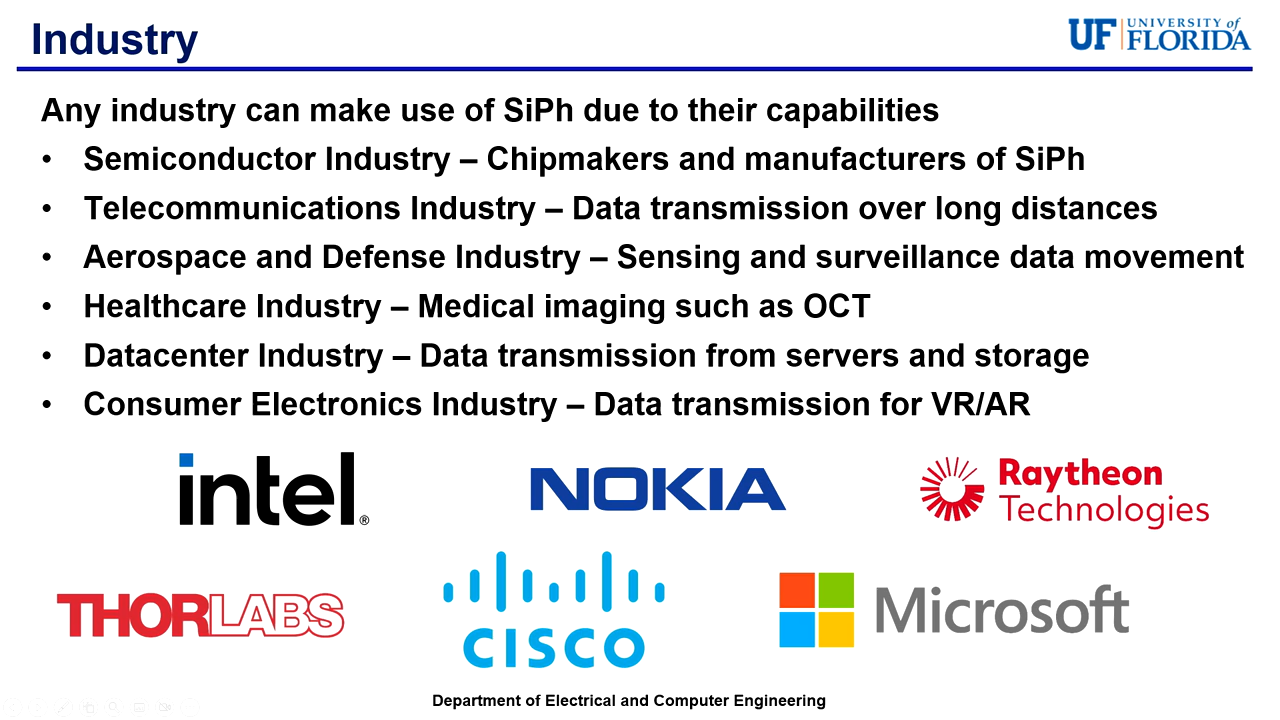 Industry
UF UNIVERSITY of FLORIDA
Any industry can make use of SiPh due to their capabilities
• Semiconductor Industry – Chipmakers and manufacturers of SiPh
• Telecommunications Industry – Data transmission over long distances
• Aerospace and Defense Industry – Sensing and surveillance data movement
• Healthcare Industry – Medical imaging such as OCT
• Datacenter Industry – Data transmission from servers and storage
• Consumer Electronics Industry – Data transmission for VR/AR
intel®
NOKIA
Raytheon
Technologies
THORLABS
CISCO
Microsoft
Department of Electrical and Computer Engineering